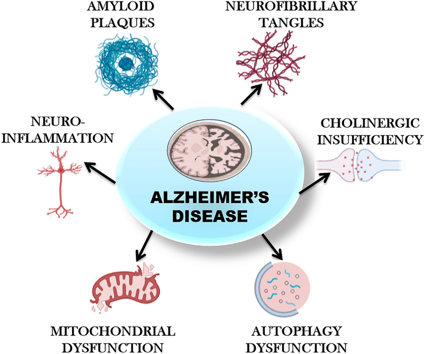 AMYLOID
PLAQUES
NEUROFIBRILLARY
TANGLES
NEURO-
INFLAMMATION
CHOLINERGIC
INSUFFICIENCY
ALZHEIMER'S
DISEASE
MITOCHONDRIAL
DYSFUNCTION
AUTOPHAGY
DYSFUNCTION